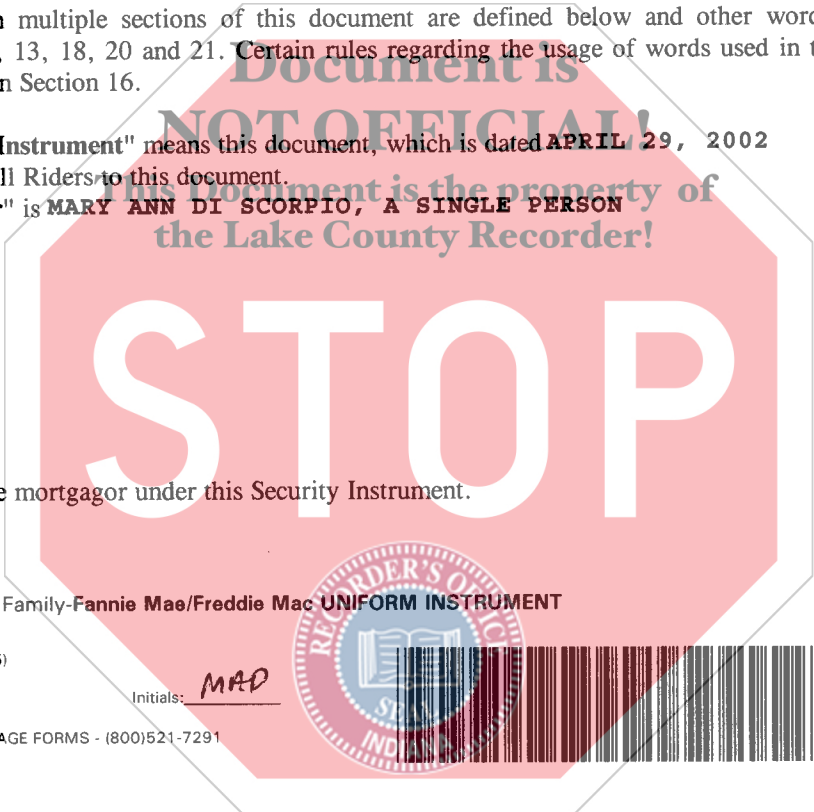 multiple sections of this document are defined below and other
13, 18, 20 and 21. Certain rules regarding the usage of words used in
Section 16.
Document is
NOT OFFICIAL!
Instrument" means this document, which is dated APRIL 29, 2002
Riders to this document.
This Document is the property of
" is MARY ANN DI SCORPIO, A SINGLE PERSON
the Lake County Recorder!
STOP
mortgagor under this Security Instrument.
Family-Fannie Mae/Freddie Mac UNIFORM INSTRUMENT
RECORDER'S OFFICE
Initials: MAD
SEAL
INDIANA
AGE FORMS - (800)521-7291